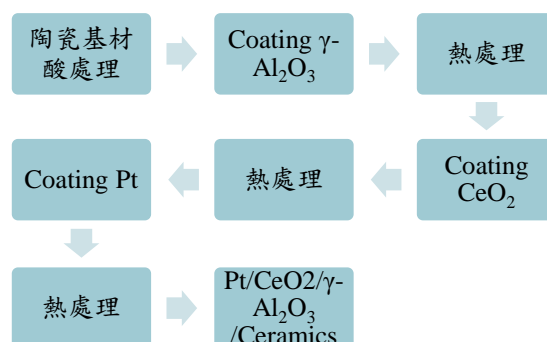 陶瓷基材
酸處理
Coating γ-
Al₂O₃
熱處理
Coating
CeO₂
熱處理
Coating Pt
熱處理
Pt/CeO2/γ-
Al₂O₃
/Ceramics